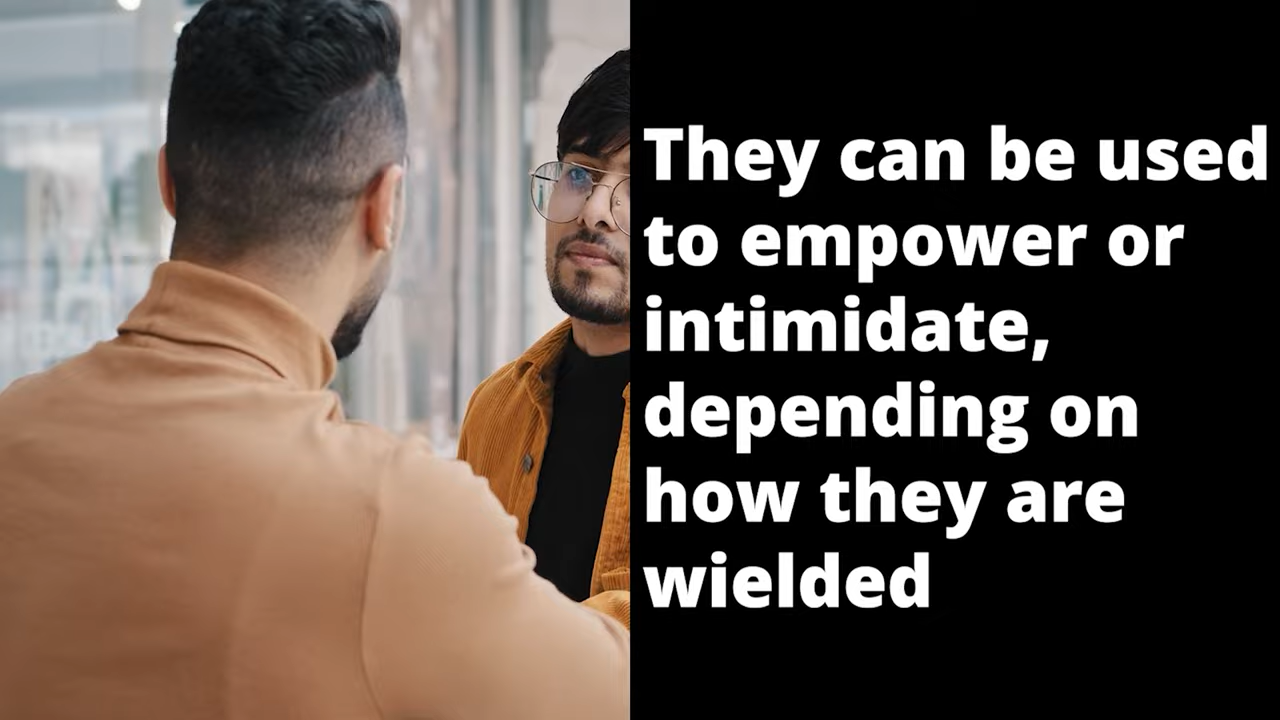 They can be used
to empower or
intimidate,
depending on
how they are
wielded